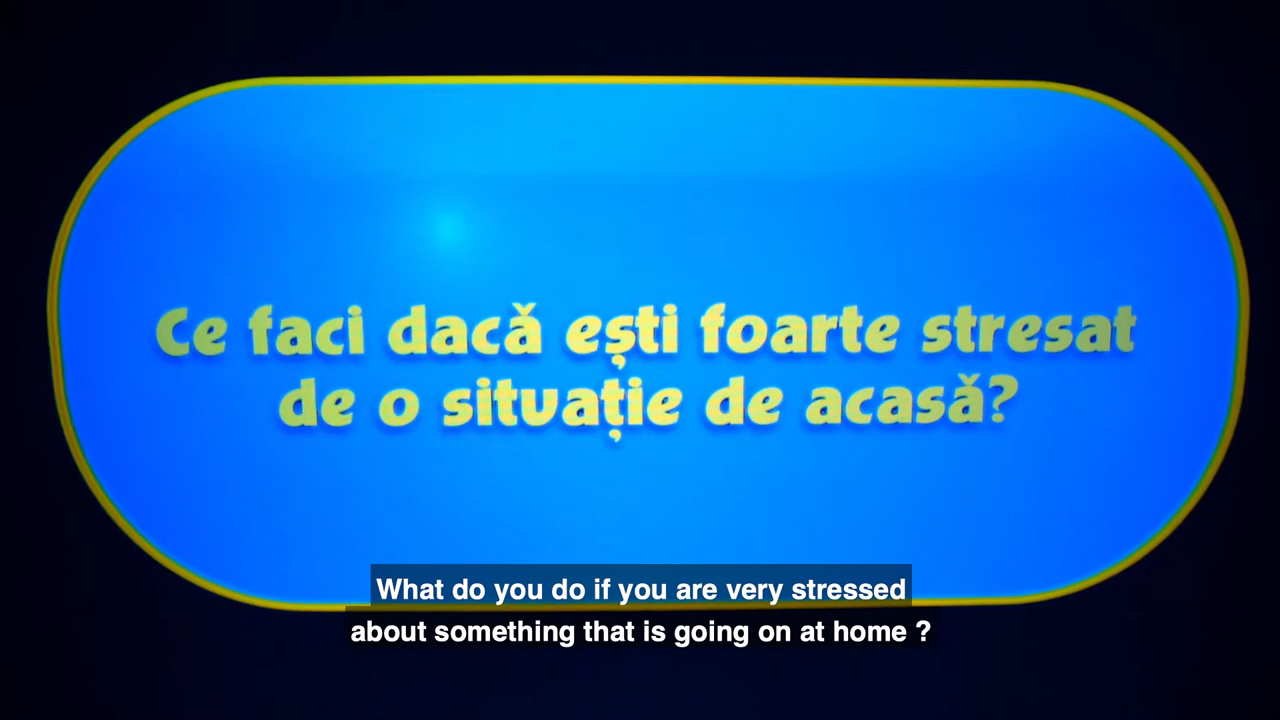 Ce faci dacă ești foarte stresat
de o situație de acasă?
What do you do if you are very stressed
about something that is going on at home ?